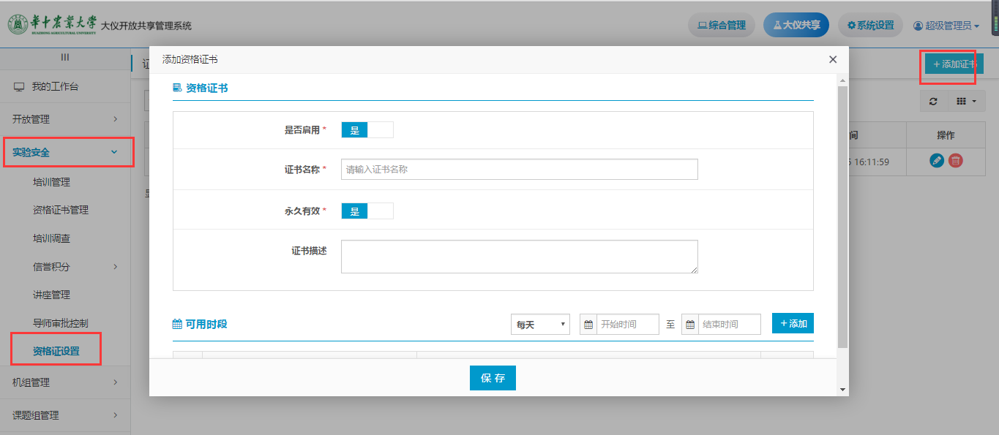 華中農業大學 大仪开放共享管理系统
HUAZHONG AGRICULTURAL UNIVERSITY
综合管理 大仪共享 系统设置 超级管理员
添加资格证书
证
+ 添加证书
我的工作台
资格证书
开放管理
是否启用 * 是
间 操作
实验安全
证书名称 * 请输入证书名称
16:11:59
培训管理
资格证书管理
永久有效 * 是
培训调查
证书描述
信誉积分
讲座管理
导师审批控制
可用时段 每天 开始时间 至 结束时间 + 添加
资格证设置
机组管理
保 存
课题组管理